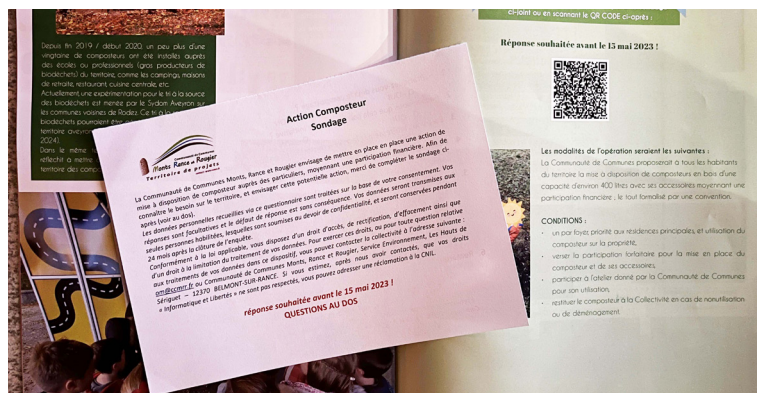 Depuis fin 2019 / début 2020, un peu plus d'une
vingtaine de composteurs ont été installés auprès
des écoles ou professionnels (gros producteurs de
biodéchets) du territoire, comme les campings, maisons
de retraite, restaurant, cuisine centrale, etc.
Actuellement une expérimentation pour le tri à la source
des biodéchets est menée par le Sydom Aveyron sur
les communes voisines de Rodez. Ce tri à la
biodéchets pourraient être
territoire aveyron
2024).
Dans le même
réfléchit à mettre
territoire des comp
Action Composteur
Sondage
Communauté de Communes
Monts Rance et Rougier
Territoire de projets
La Communauté de Communes Monts, Rance et Rougier envisage de mettre en place en place une action de
mise à disposition de composteur auprès des particuliers, moyennant une participation financière. Afin de
connaître le besoin sur le territoire, et envisager cette potentielle action, merci de compléter le sondage ci-
après (voir au dos).
Les données personnelles recueillies via ce questionnaire sont traitées sur la base de votre consentement. Vos
réponses sont facultatives et le défaut de réponse est sans conséquence. Vos données seront transmises aux
seules personnes habilitées, lesquelles sont soumises au devoir de confidentialité, et seront conservées pendant
24 mois après la clôture de l'enquête.
Conformément à la loi applicable, vous disposez d'un droit d'accès, de rectification, d'effacement ainsi que
d'un droit à la limitation du traitement de vos données. Pour exercer ces droits, ou pour toute question relative
aux traitements de vos données dans ce dispositif, vous pouvez contacter la collectivité à l'adresse suivante :
om@ccmrr.fr ou Communauté de Communes Monts, Rance et Rougier, Service Environnement, Les Hauts de
Sériguet – 12370 BELMONT-SUR-RANCE. Si vous estimez, après nous avoir contactés, que vos droits
« Informatique et Libertés » ne sont pas respectés, vous pouvez adresser une réclamation à la CNIL.
réponse souhaitée avant le 15 mai 2023 !
QUESTIONS AU DOS
ci-joint ou en scannant le QR CODE ci-après :
Réponse souhaitée avant le 15 mai 2023 !
Les modalités de l'opération seraient les suivantes :
La Communauté de Communes proposerait à tous les habitants
du territoire la mise à disposition de composteurs en bois d'une
capacité d'environ 400 litres avec ses accessoires moyennant une
participation financière ; le tout formalisé par une convention.
CONDITIONS :
• un par foyer, priorité aux résidences principales, et utilisation du
composteur sur la propriété,
• verser la participation forfaitaire pour la mise en place du
composteur et de ses accessoires,
• participer à l'atelier donné par la Communauté de Communes
pour son utilisation,
• restituer le composteur à la Collectivité en cas de nonutilisation
ou de déménagement.